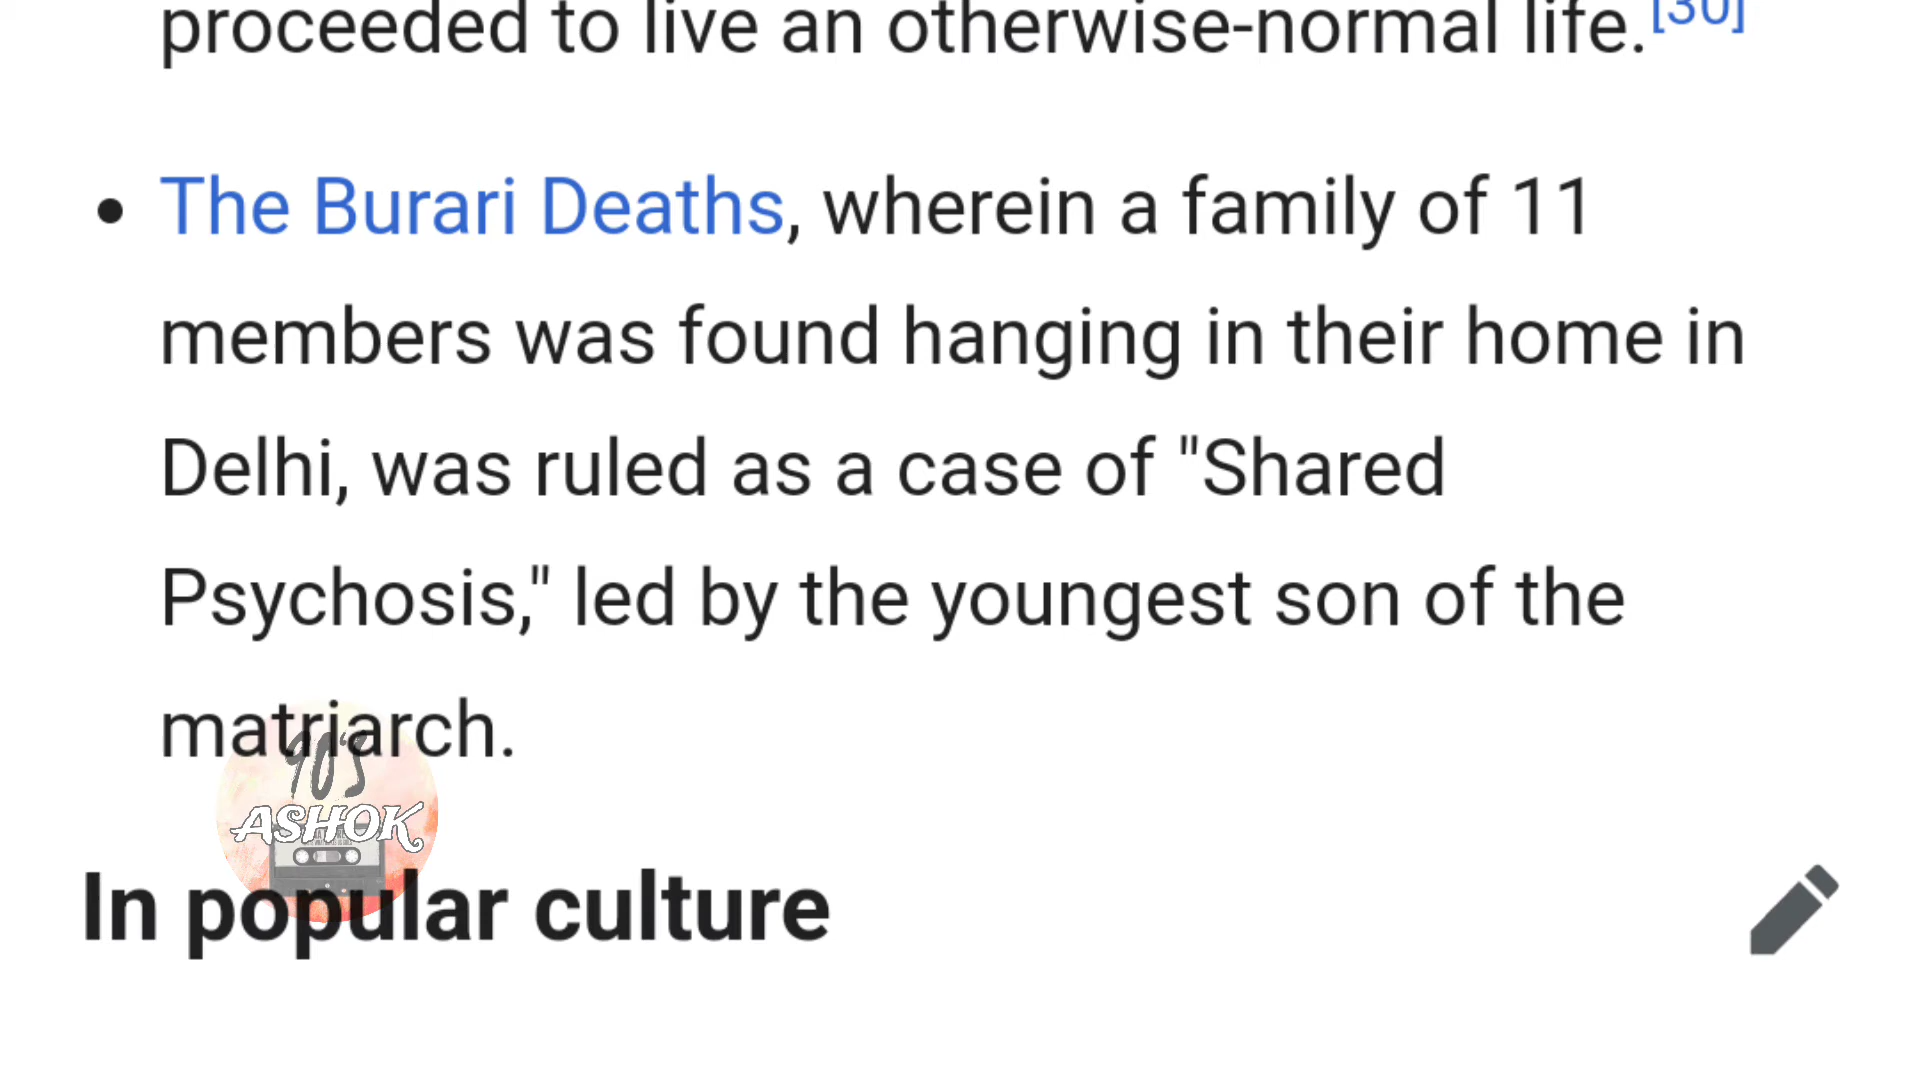 proceeded to live an otherwise-normal life.[30]
• The Burari Deaths, wherein a family of 11
members was found hanging in their home in
Delhi, was ruled as a case of "Shared
Psychosis," led by the youngest son of the
matriarch.
90's
ASHOK
In popular culture